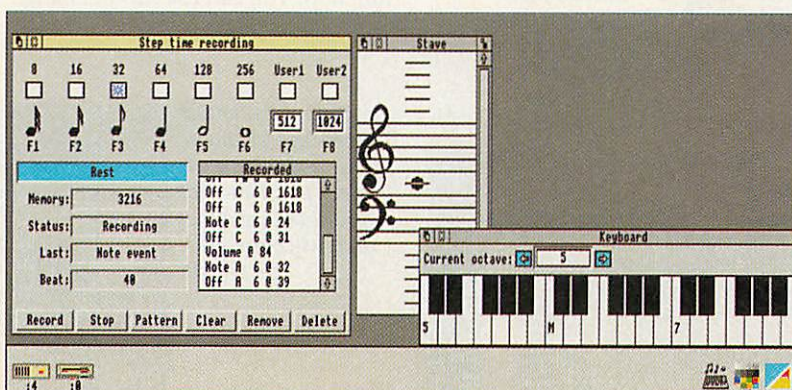 Step time recording
8 16 32 64 128 256 User1 User2
512 1024
F1 F2 F3 F4 F5 F6 F7 F8
Rest
Memory: 3216
Status: Recording
Last: Note event
Beat: 40
Recorded
Off C 6 @ 1618
Off A 6 @ 1618
Note C 6 @ 24
Off C 6 @ 31
Volume @ 84
Note A 6 @ 32
Off A 6 @ 39
Record Stop Pattern Clear Remove Delete
Stave
Keyboard
Current octave: 5
5 M 7
:4 :0